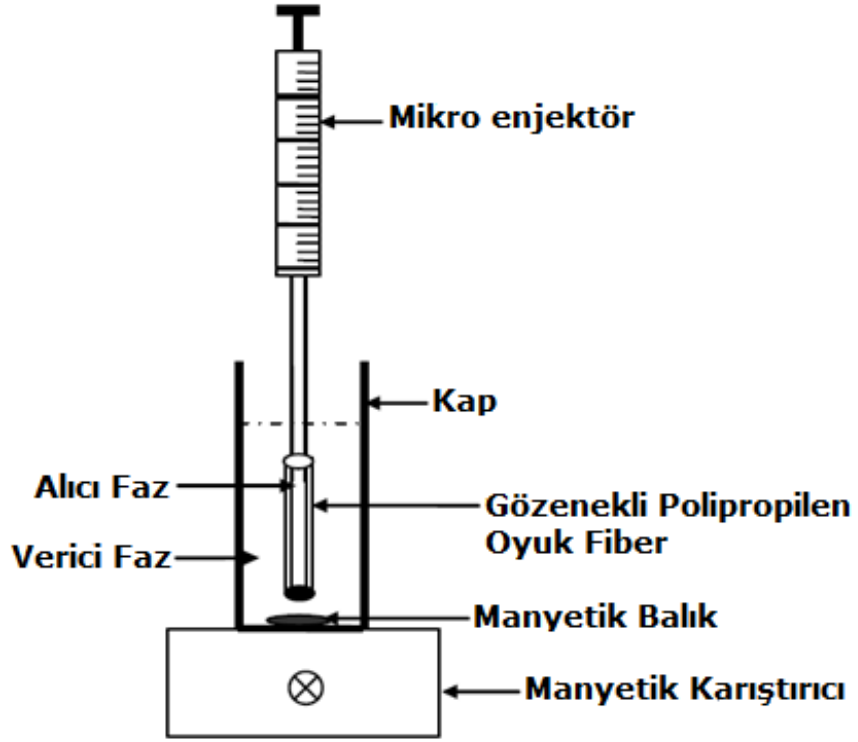 Mikro enjektör
Kap
Alıcı Faz
Gözenekli Polipropilen
Oyuk Fiber
Verici Faz
Manyetik Balık
Manyetik Karıştırıcı